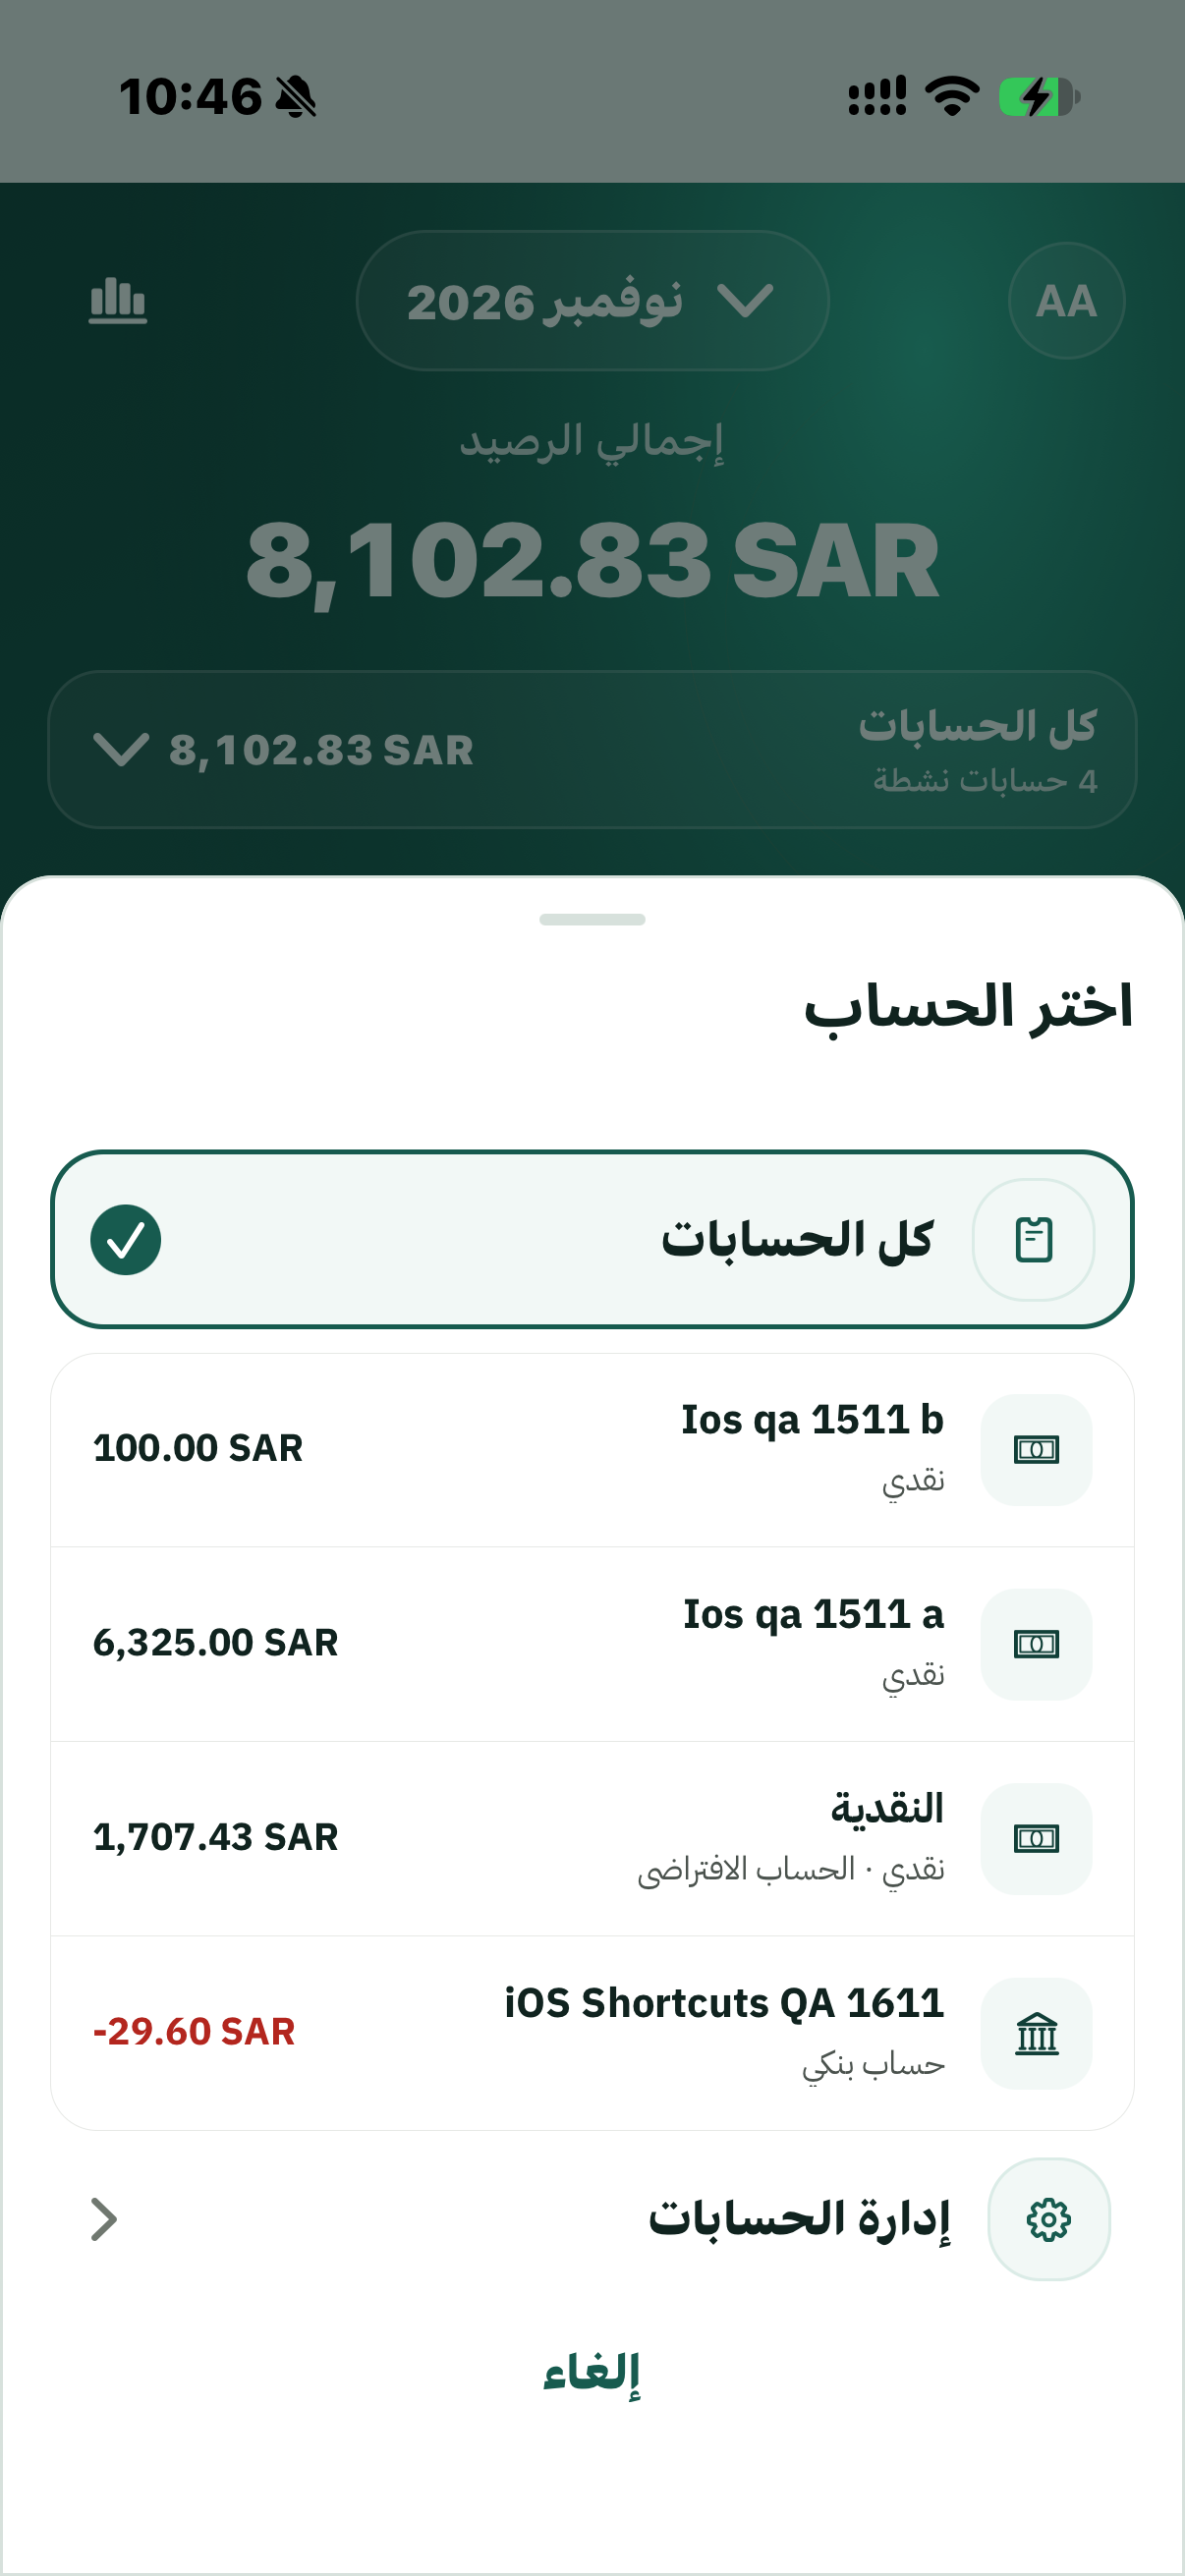 10:46
AA
نوفمبر 2026
إجمالي الرصيد
8,102.83 SAR
كل الحسابات
8,102.83 SAR
4 حسابات نشطة
اختر الحساب
كل الحسابات
Ios qa 1511 b
100.00 SAR
نقدي
Ios qa 1511 a
6,325.00 SAR
نقدي
النقدية
1,707.43 SAR
نقدي · الحساب الافتراضي
iOS Shortcuts QA 1611
-29.60 SAR
حساب بنكي
إدارة الحسابات
إلغاء